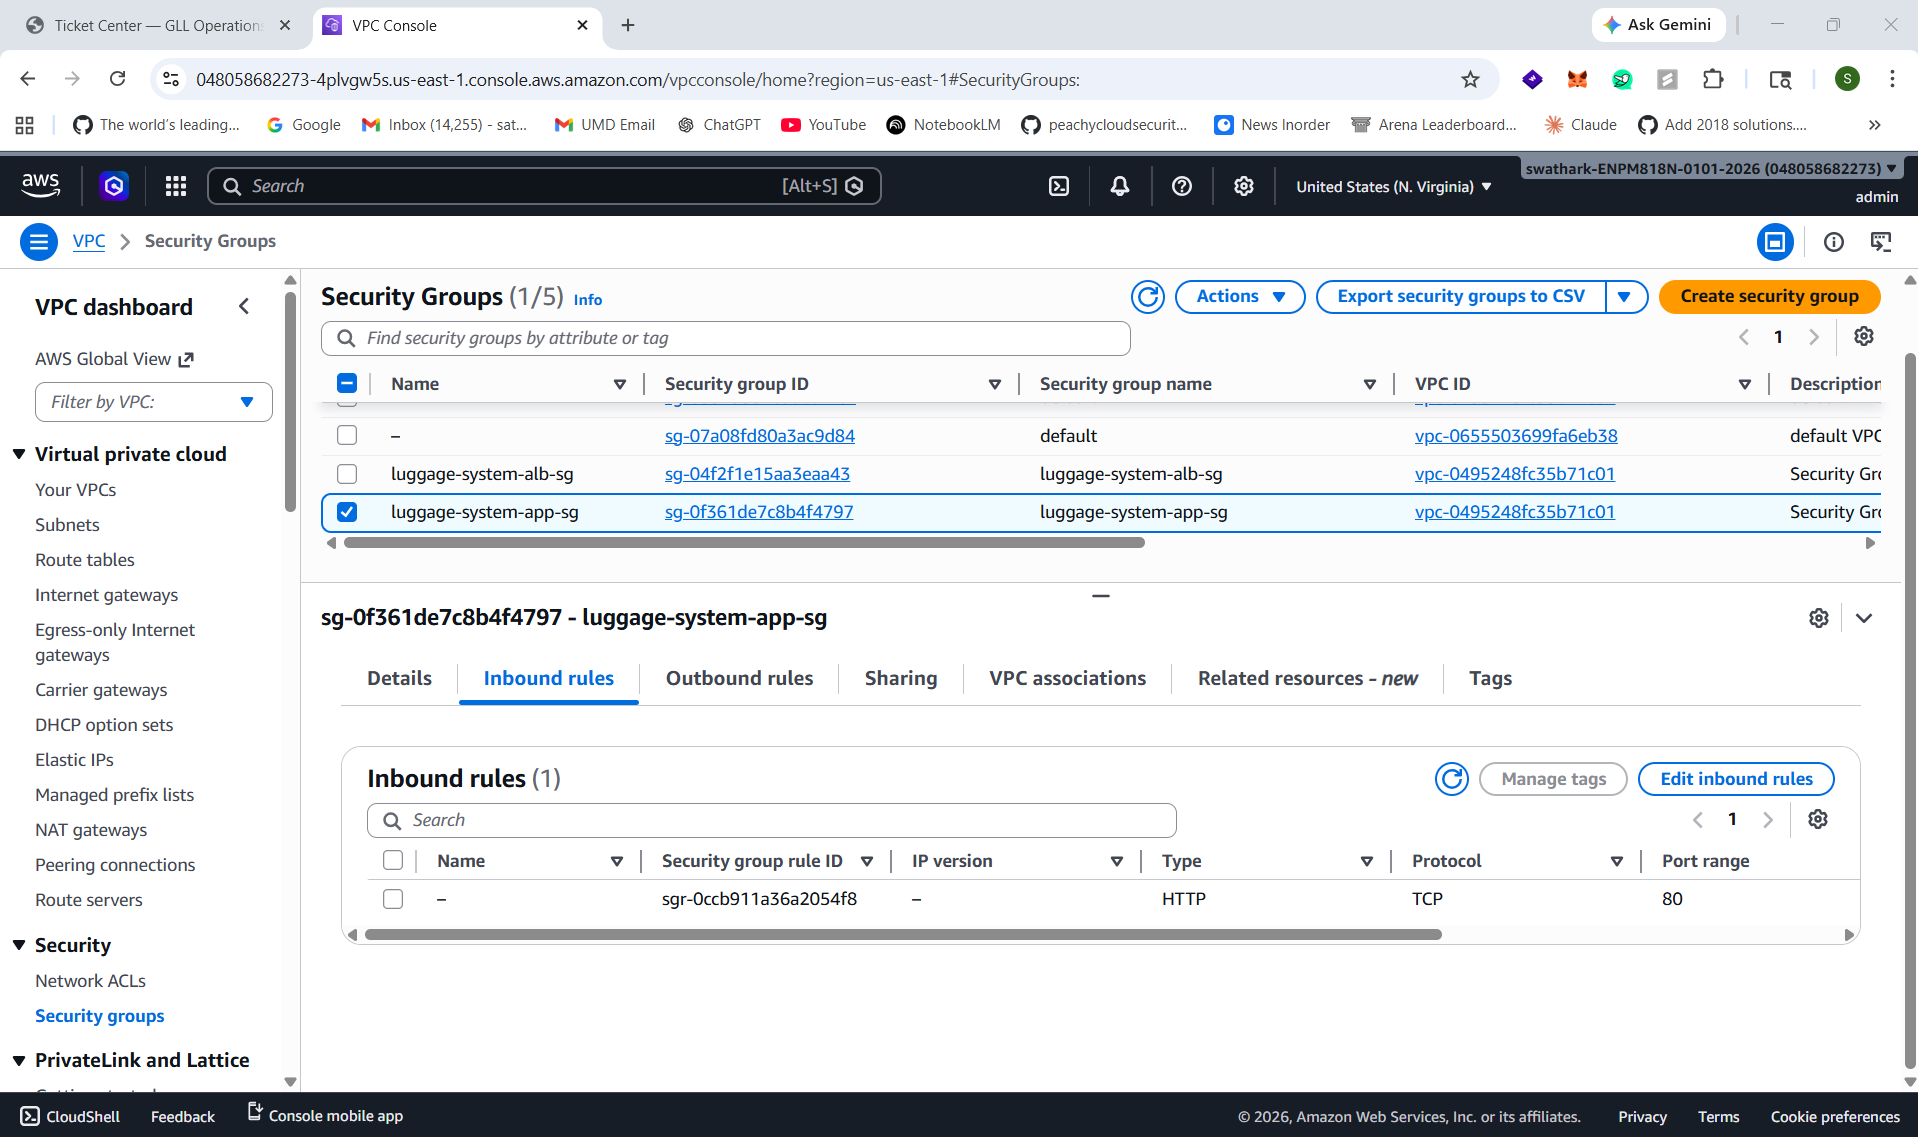 Ticket Center — GLL Operation
VPC Console
Ask Gemini
048058682273-4plvgw5s.us-east-1.console.aws.amazon.com/vpcconsole/home?region=us-east-1#SecurityGroups:
S
The world's leading...
Google
Inbox (14,255) - sat...
UMD Email
ChatGPT
YouTube
NotebookLM
peachycloudsecurit...
News Inorder
Arena Leaderboard...
Claude
Add 2018 solutions....
»
aws
Search
[Alt+S]
United States (N. Virginia)
swathark-ENPM818N-0101-2026 (048058682273)
admin
VPC
Security Groups
VPC dashboard
AWS Global View
Filter by VPC:
Virtual private cloud
Your VPCs
Subnets
Route tables
Internet gateways
Egress-only Internet
gateways
Carrier gateways
DHCP option sets
Elastic IPs
Managed prefix lists
NAT gateways
Peering connections
Route servers
Security
Network ACLs
Security groups
PrivateLink and Lattice
Security Groups (1/5) Info
Actions
Export security groups to CSV
Create security group
Find security groups by attribute or tag
1
Name Security group ID Security group name VPC ID Description
– sg-07a08fd80a3ac9d84 default vpc-0655503699fa6eb38 default VPC
luggage-system-alb-sg sg-04f2f1e15aa3eaa43 luggage-system-alb-sg vpc-0495248fc35b71c01 Security Gr
luggage-system-app-sg sg-0f361de7c8b4f4797 luggage-system-app-sg vpc-0495248fc35b71c01 Security Gr
sg-0f361de7c8b4f4797 - luggage-system-app-sg
Details
Inbound rules
Outbound rules
Sharing
VPC associations
Related resources - new
Tags
Inbound rules (1)
Manage tags
Edit inbound rules
Search
1
Name Security group rule ID IP version Type Protocol Port range
– sgr-0ccb911a36a2054f8 – HTTP TCP 80
CloudShell
Feedback
Console mobile app
© 2026, Amazon Web Services, Inc. or its affiliates.
Privacy
Terms
Cookie preferences